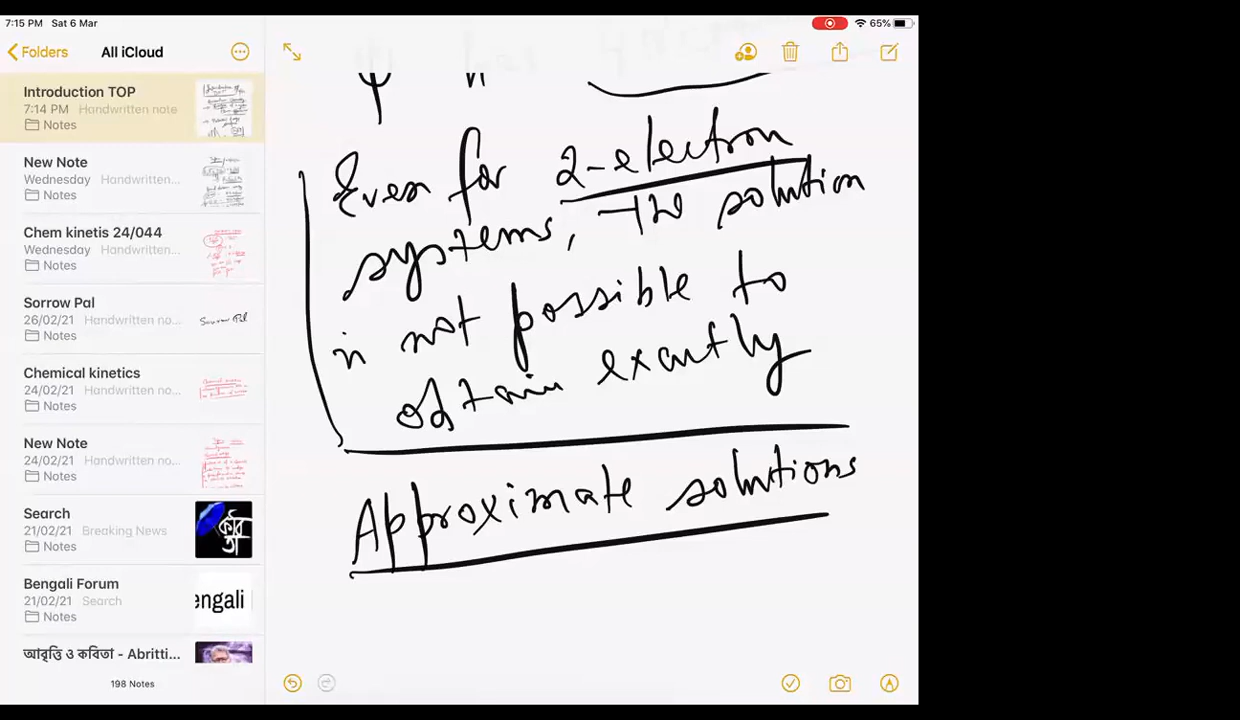 7:15 PM Sat 6 Mar
65%
Folders
All iCloud
Introduction TOP
7:14 PM Handwritten note
Notes
New Note
Wednesday Handwritten...
Notes
Chem kinetis 24/044
Wednesday Handwritten...
Notes
Sorrow Pal
26/02/21 Handwritten no...
Notes
Chemical kinetics
24/02/21 Handwritten no...
Notes
New Note
24/02/21 Handwritten no...
Notes
Search
21/02/21 Breaking News
Notes
Bengali Forum
21/02/21 Search
Notes
engali
আবৃত্তি ও কবিতা - Abritti...
198 Notes
ψ
Even for 2-electron
systems, the solution
is not possible to
obtain exactly
Approximate solutions